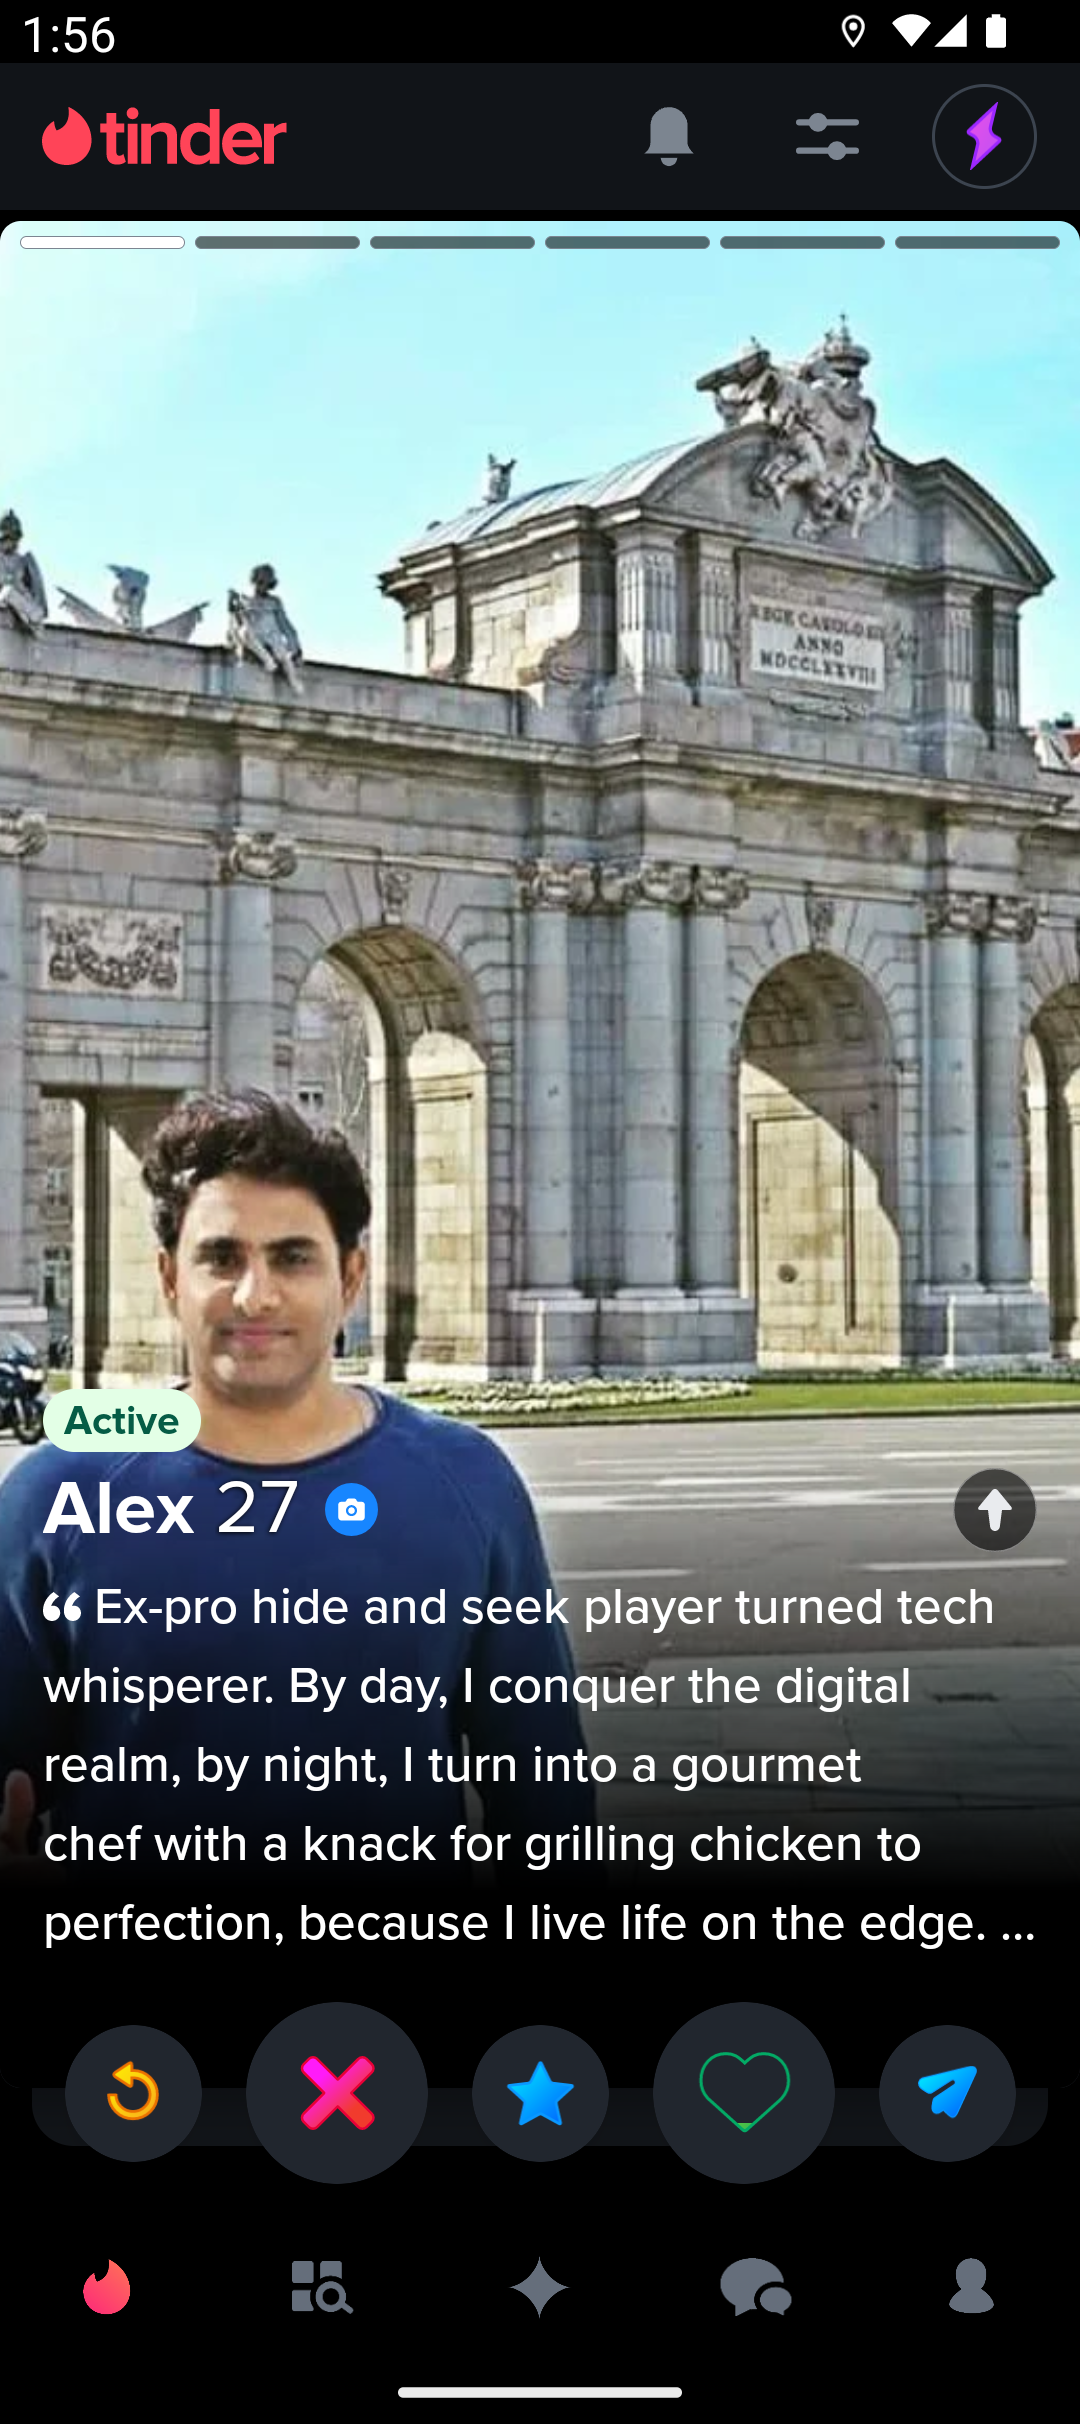 1:56
tinder
REGE CAROLO III
ANNO
MDCCLXXVIII
Active
Alex 27
“ Ex-pro hide and seek player turned tech
whisperer. By day, I conquer the digital
realm, by night, I turn into a gourmet
chef with a knack for grilling chicken to
perfection, because I live life on the edge. ...